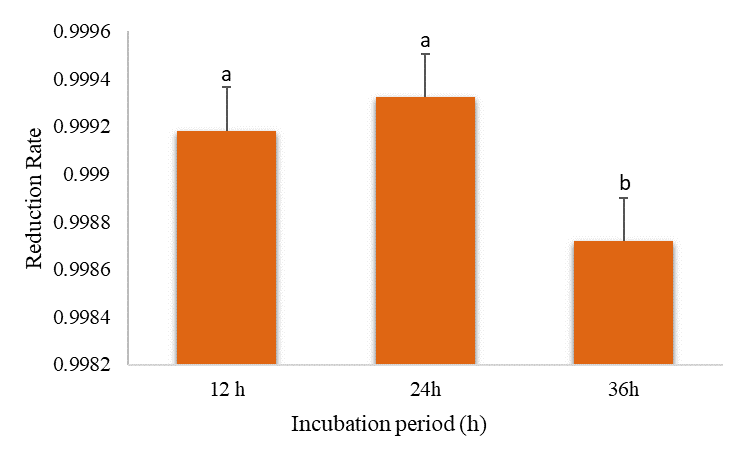 0.9996
0.9994
0.9992
0.999
0.9988
0.9986
0.9984
0.9982
Reduction Rate
a
a
b
12 h
24h
36h
Incubation period (h)